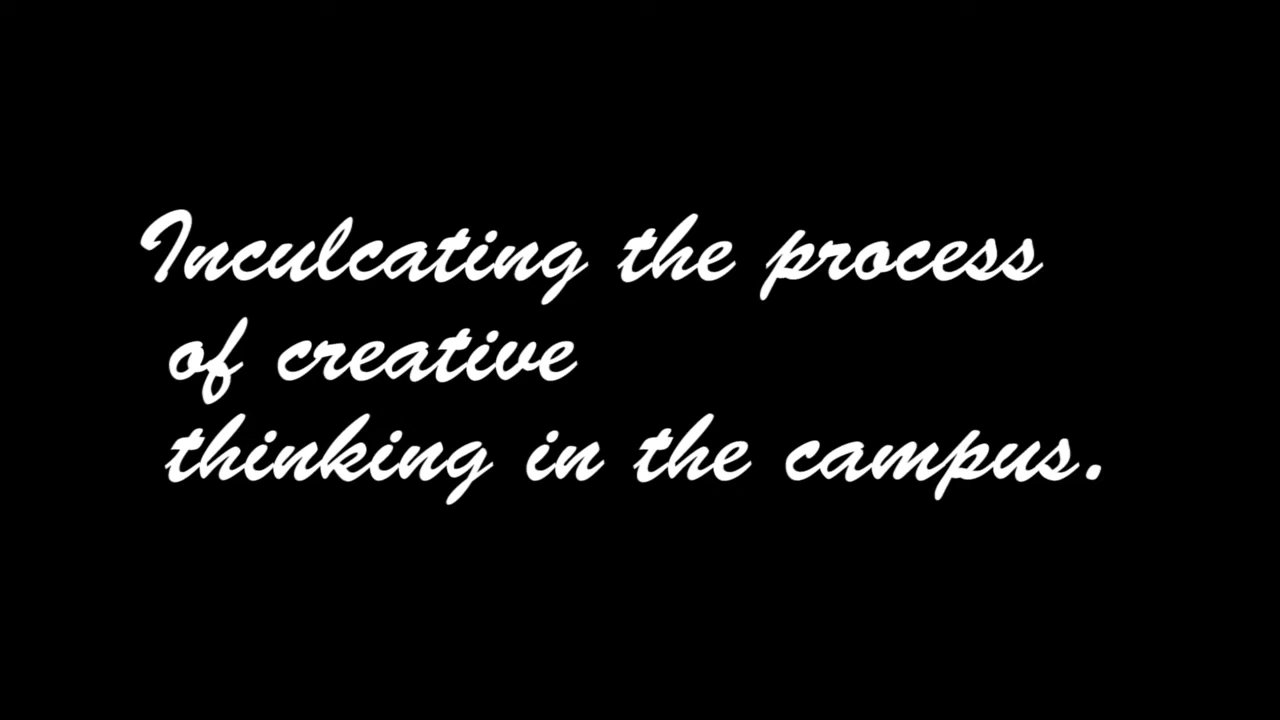 Inculcating the process
of creative
thinking in the campus.